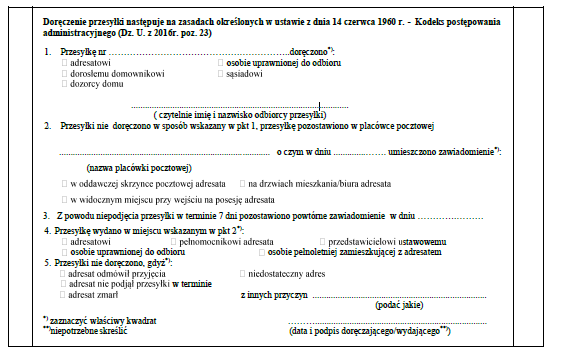 Doręczenie przesyłki następuje na zasadach określonych w ustawie z dnia 14 czerwca 1960 r. - Kodeks postępowania
administracyjnego (Dz. U. z 2016r. poz. 23)
1. Przesyłkę nr …………………………………………..doręczono*):
□ adresatowi □ osobie uprawnionej do odbioru
□ dorosłemu domownikowi □ sąsiadowi
□ dozorcy domu
..............................................................................
( czytelnie imię i nazwisko odbiorcy przesyłki)
2. Przesyłki nie doręczono w sposób wskazany w pkt 1, przesyłkę pozostawiono w placówce pocztowej
............................................................................ o czym w dniu .................... umieszczono zawiadomienie*):
(nazwa placówki pocztowej)
□ w oddawczej skrzynce pocztowej adresata □ na drzwiach mieszkania/biura adresata
□ w widocznym miejscu przy wejściu na posesję adresata
3. Z powodu niepodjęcia przesyłki w terminie 7 dni pozostawiono powtórne zawiadomienie w dniu …………………
4. Przesyłkę wydano w miejscu wskazanym w pkt 2*):
□ adresatowi □ pełnomocnikowi adresata □ przedstawicielowi ustawowemu
□ osobie uprawnionej do odbioru □ osobie pełnoletniej zamieszkującej z adresatem
5. Przesyłki nie doręczono, gdyż*):
□ adresat odmówił przyjęcia □ niedostateczny adres
□ adresat nie podjął przesyłki w terminie
□ adresat zmarł z innych przyczyn ...............................................................
(podać jakie)
*) zaznaczyć właściwy kwadrat ……...............................................................
**)niepotrzebne skreślić (data i podpis doręczającego/wydającego**))